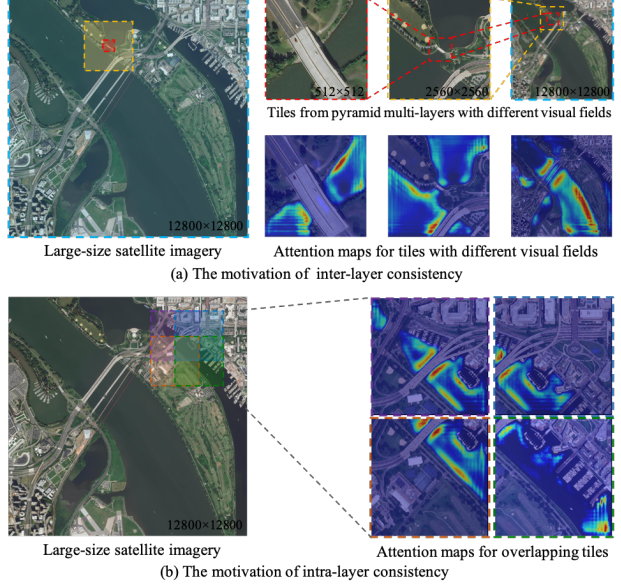 512×512
2560×2560
12800×12800
Tiles from pyramid multi-layers with different visual fields
12800×12800
Large-size satellite imagery
Attention maps for tiles with different visual fields
(a) The motivation of inter-layer consistency
12800×12800
Large-size satellite imagery
Attention maps for overlapping tiles
(b) The motivation of intra-layer consistency